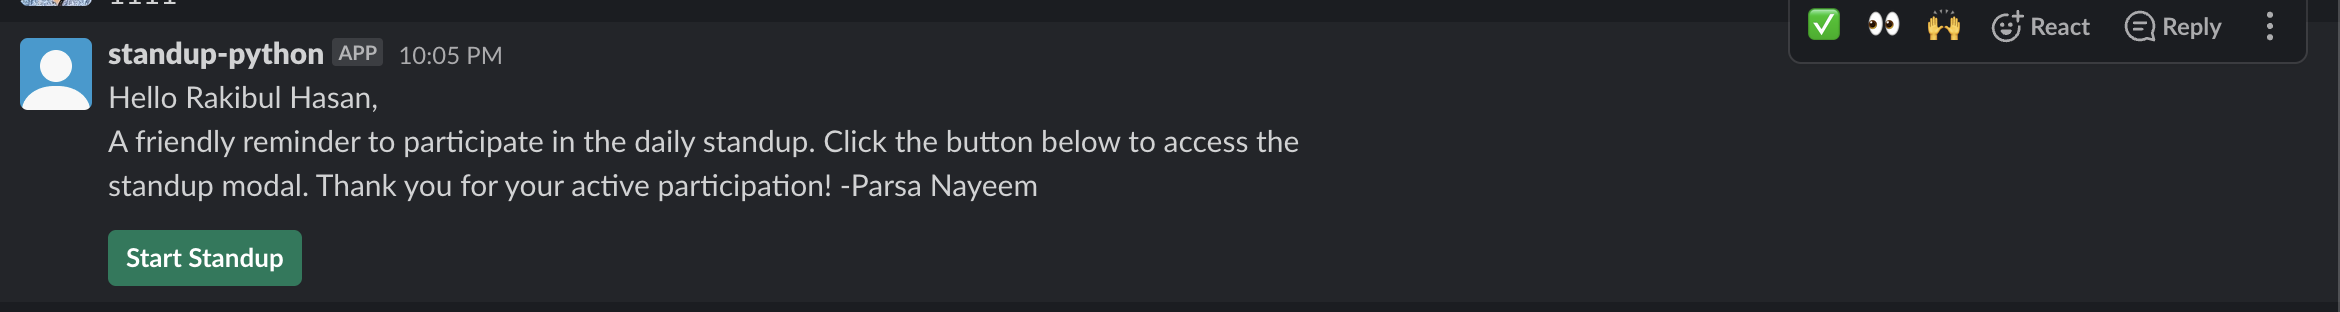 standup-python APP 10:05 PM
React Reply
Hello Rakibul Hasan,
A friendly reminder to participate in the daily standup. Click the button below to access the
standup modal. Thank you for your active participation! -Parsa Nayeem
Start Standup